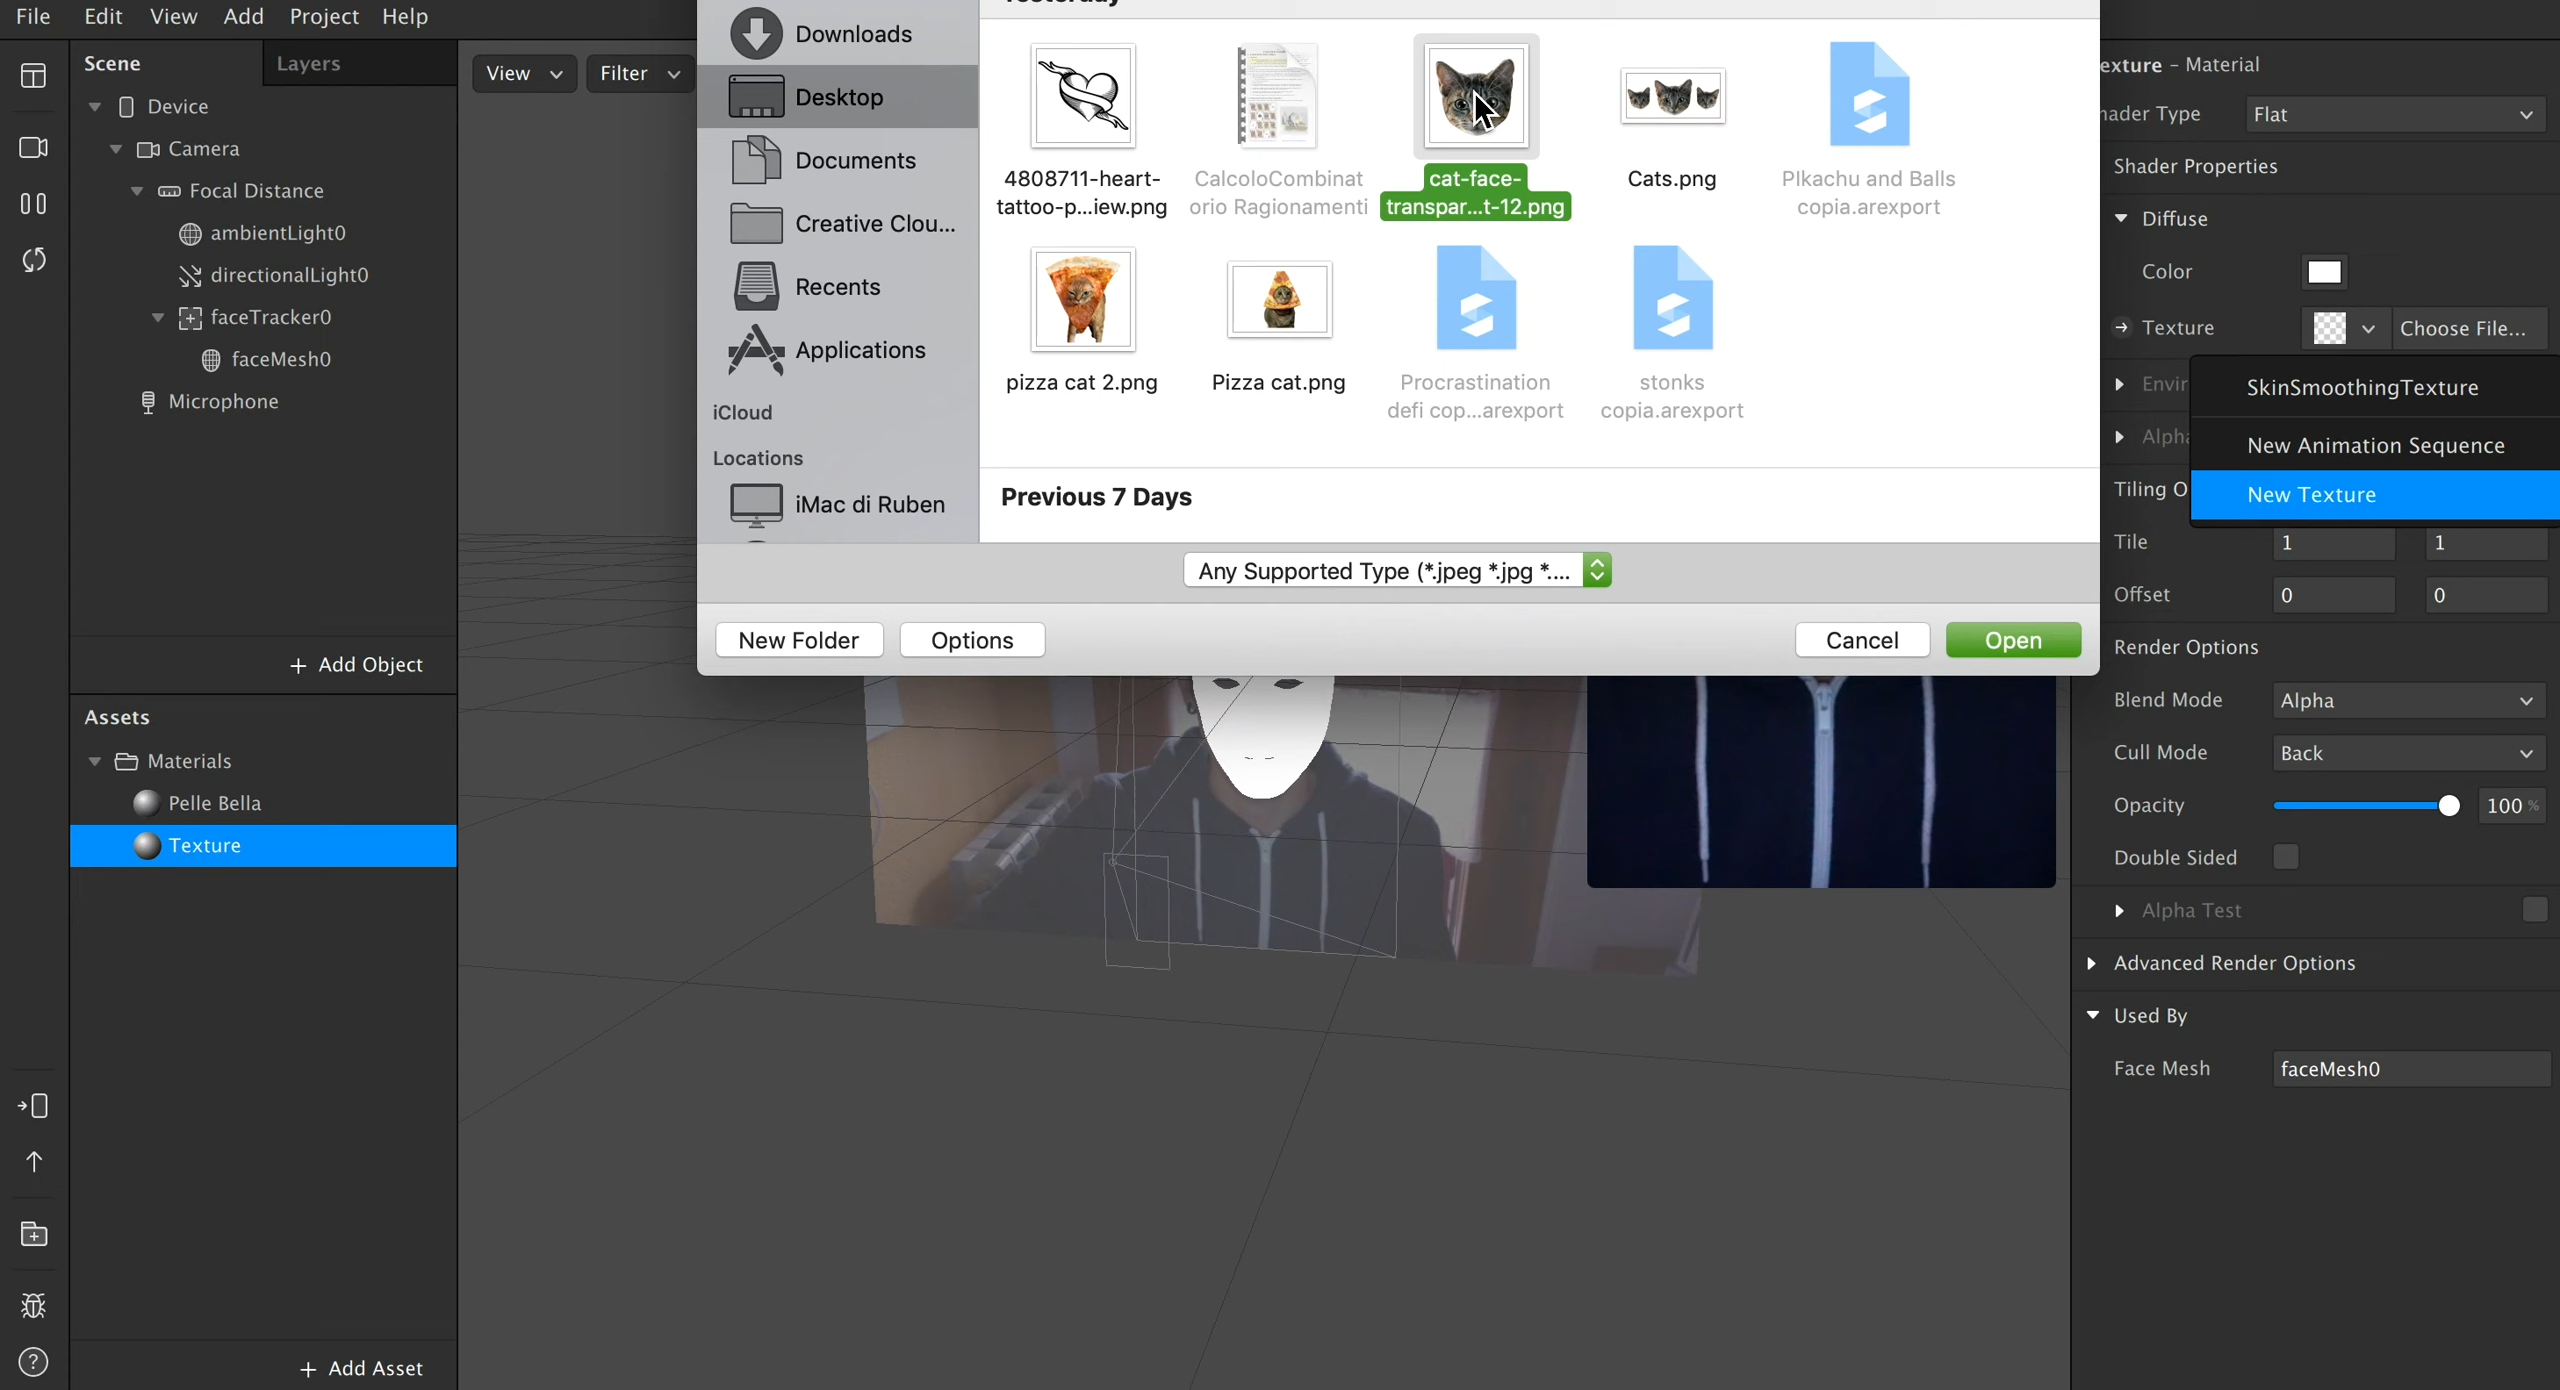 File Edit View Add Project Help
Scene
Layers
Device
Camera
Focal Distance
ambientLight0
directionalLight0
faceTracker0
faceMesh0
Microphone
+ Add Object
Assets
Materials
Pelle Bella
Texture
+ Add Asset
View
Filter
Downloads
Desktop
Documents
Creative Clou...
Recents
Applications
iCloud
Locations
iMac di Ruben
Yesterday
4808711-heart-
tattoo-p...iew.png
CalcoloCombinat
orio Ragionamenti
cat-face-
transpar...t-12.png
Cats.png
PIkachu and Balls
copia.arexport
pizza cat 2.png
Pizza cat.png
Procrastination
defi cop...arexport
stonks
copia.arexport
Previous 7 Days
Any Supported Type (*.jpeg *.jpg *....
New Folder
Options
Cancel
Open
exture - Material
ader Type
Flat
Shader Properties
Diffuse
Color
Texture
Choose File...
Envir
SkinSmoothingTexture
Alpha
New Animation Sequence
Tiling O
New Texture
Tile
1
1
Offset
0
0
Render Options
Blend Mode
Alpha
Cull Mode
Back
Opacity
100 %
Double Sided
Alpha Test
Advanced Render Options
Used By
Face Mesh
faceMesh0